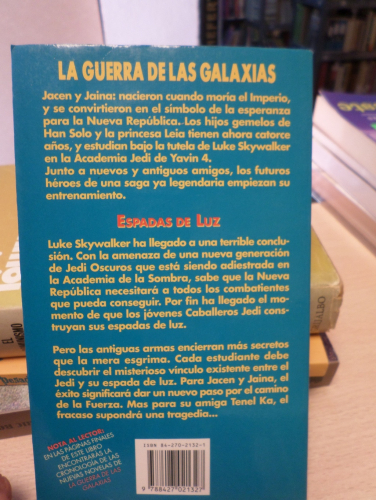 LA GUERRA DE LAS GALAXIAS
Jacen y Jaina: nacieron cuando moría el Imperio,
y se convirtieron en el símbolo de la esperanza
para la Nueva República. Los hijos gemelos de
Han Solo y la princesa Leia tienen ahora catorce
años, y estudian bajo la tutela de Luke Skywalker
en la Academia Jedi de Yavin 4.
Junto a nuevos y antiguos amigos, los futuros
héroes de una saga ya legendaria empiezan su
entrenamiento.
ESPADAS DE LUZ
Luke Skywalker ha llegado a una terrible conclu-
sión. Con la amenaza de una nueva generación
de Jedi Oscuros que está siendo adiestrada en
la Academia de la Sombra, sabe que la Nueva
República necesitará a todos los combatientes
que pueda conseguir. Por fin ha llegado el mo-
mento de que los jóvenes Caballeros Jedi cons-
truyan sus espadas de luz.
Pero las antiguas armas encierran más secretos
que la mera esgrima. Cada estudiante debe
descubrir el misterioso vínculo existente entre el
Jedi y su espada de luz. Para Jacen y Jaina, el
éxito significará dar un nuevo paso por el camino
de la Fuerza. Mas para su amiga Tenel Ka, el
fracaso supondrá una tragedia...
NOTA AL LECTOR:
EN LAS PÁGINAS FINALES
DE ESTE LIBRO
ENCONTRARÁS LA
CRONOLOGÍA DE LAS
NUEVAS NOVELAS DE
LA GUERRA DE LAS
GALAXIAS
ISBN 84-270-2132-1
9 788427 021327